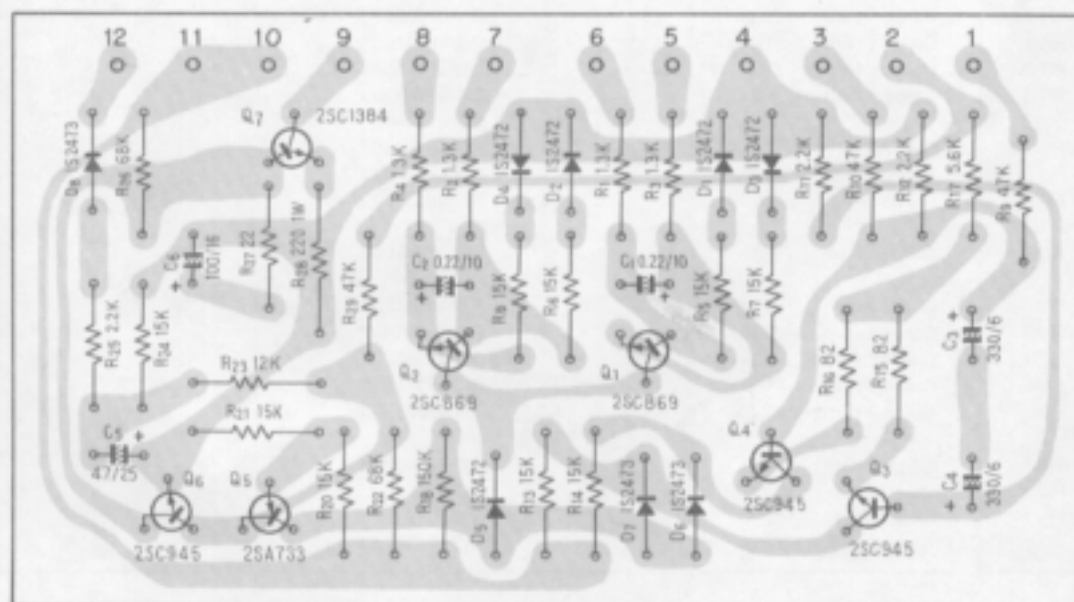 12 11 10 9 8 7 6 5 4 3 2 1
D8 1S2473
R26 68K
Q7
2SC1384
R4 1.3K
R2 1.3K
D4 1S2472
D2 1S2472
R1 1.3K
R3 1.3K
D1 1S2472
D3 1S2472
R11 2.2K
R10 47K
R12 2.2K
R17 5.6K
R9 47K
C6
100/16
+
R27 22
R28 220 1W
R29 47K
C2 0.22/10
+
R8 15K
R6 15K
C1 0.22/10
+
R5 15K
R7 15K
R25 2.2K
R24 15K
R23 12K
R21 15K
Q2
2SC869
Q1
2SC869
R16 82
R15 82
C3 +
330/6
C5 +
47/25
Q6
2SC945
Q5
2SA733
R20 15K
R22 68K
R18 150K
D5 1S2472
R13 15K
R14 15K
D7 1S2473
D6 1S2473
Q4
2SC945
Q3
2SC945
+ C4
330/6